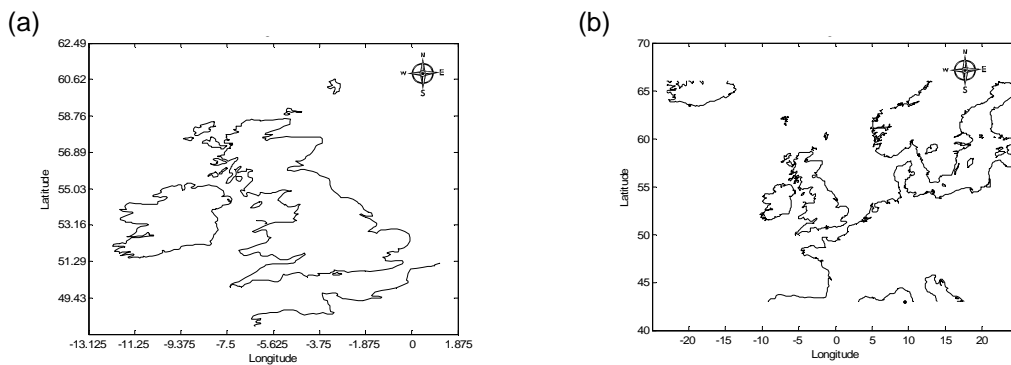 (a)
62.49
60.62
58.76
56.89
55.03
53.16
51.29
49.43
Latitude
N
W E
S
-13.125 -11.25 -9.375 -7.5 -5.625 -3.75 -1.875 0 1.875
Longitude
(b)
70
65
60
55
50
45
40
Latitude
N
W E
S
-20 -15 -10 -5 0 5 10 15 20
Longitude